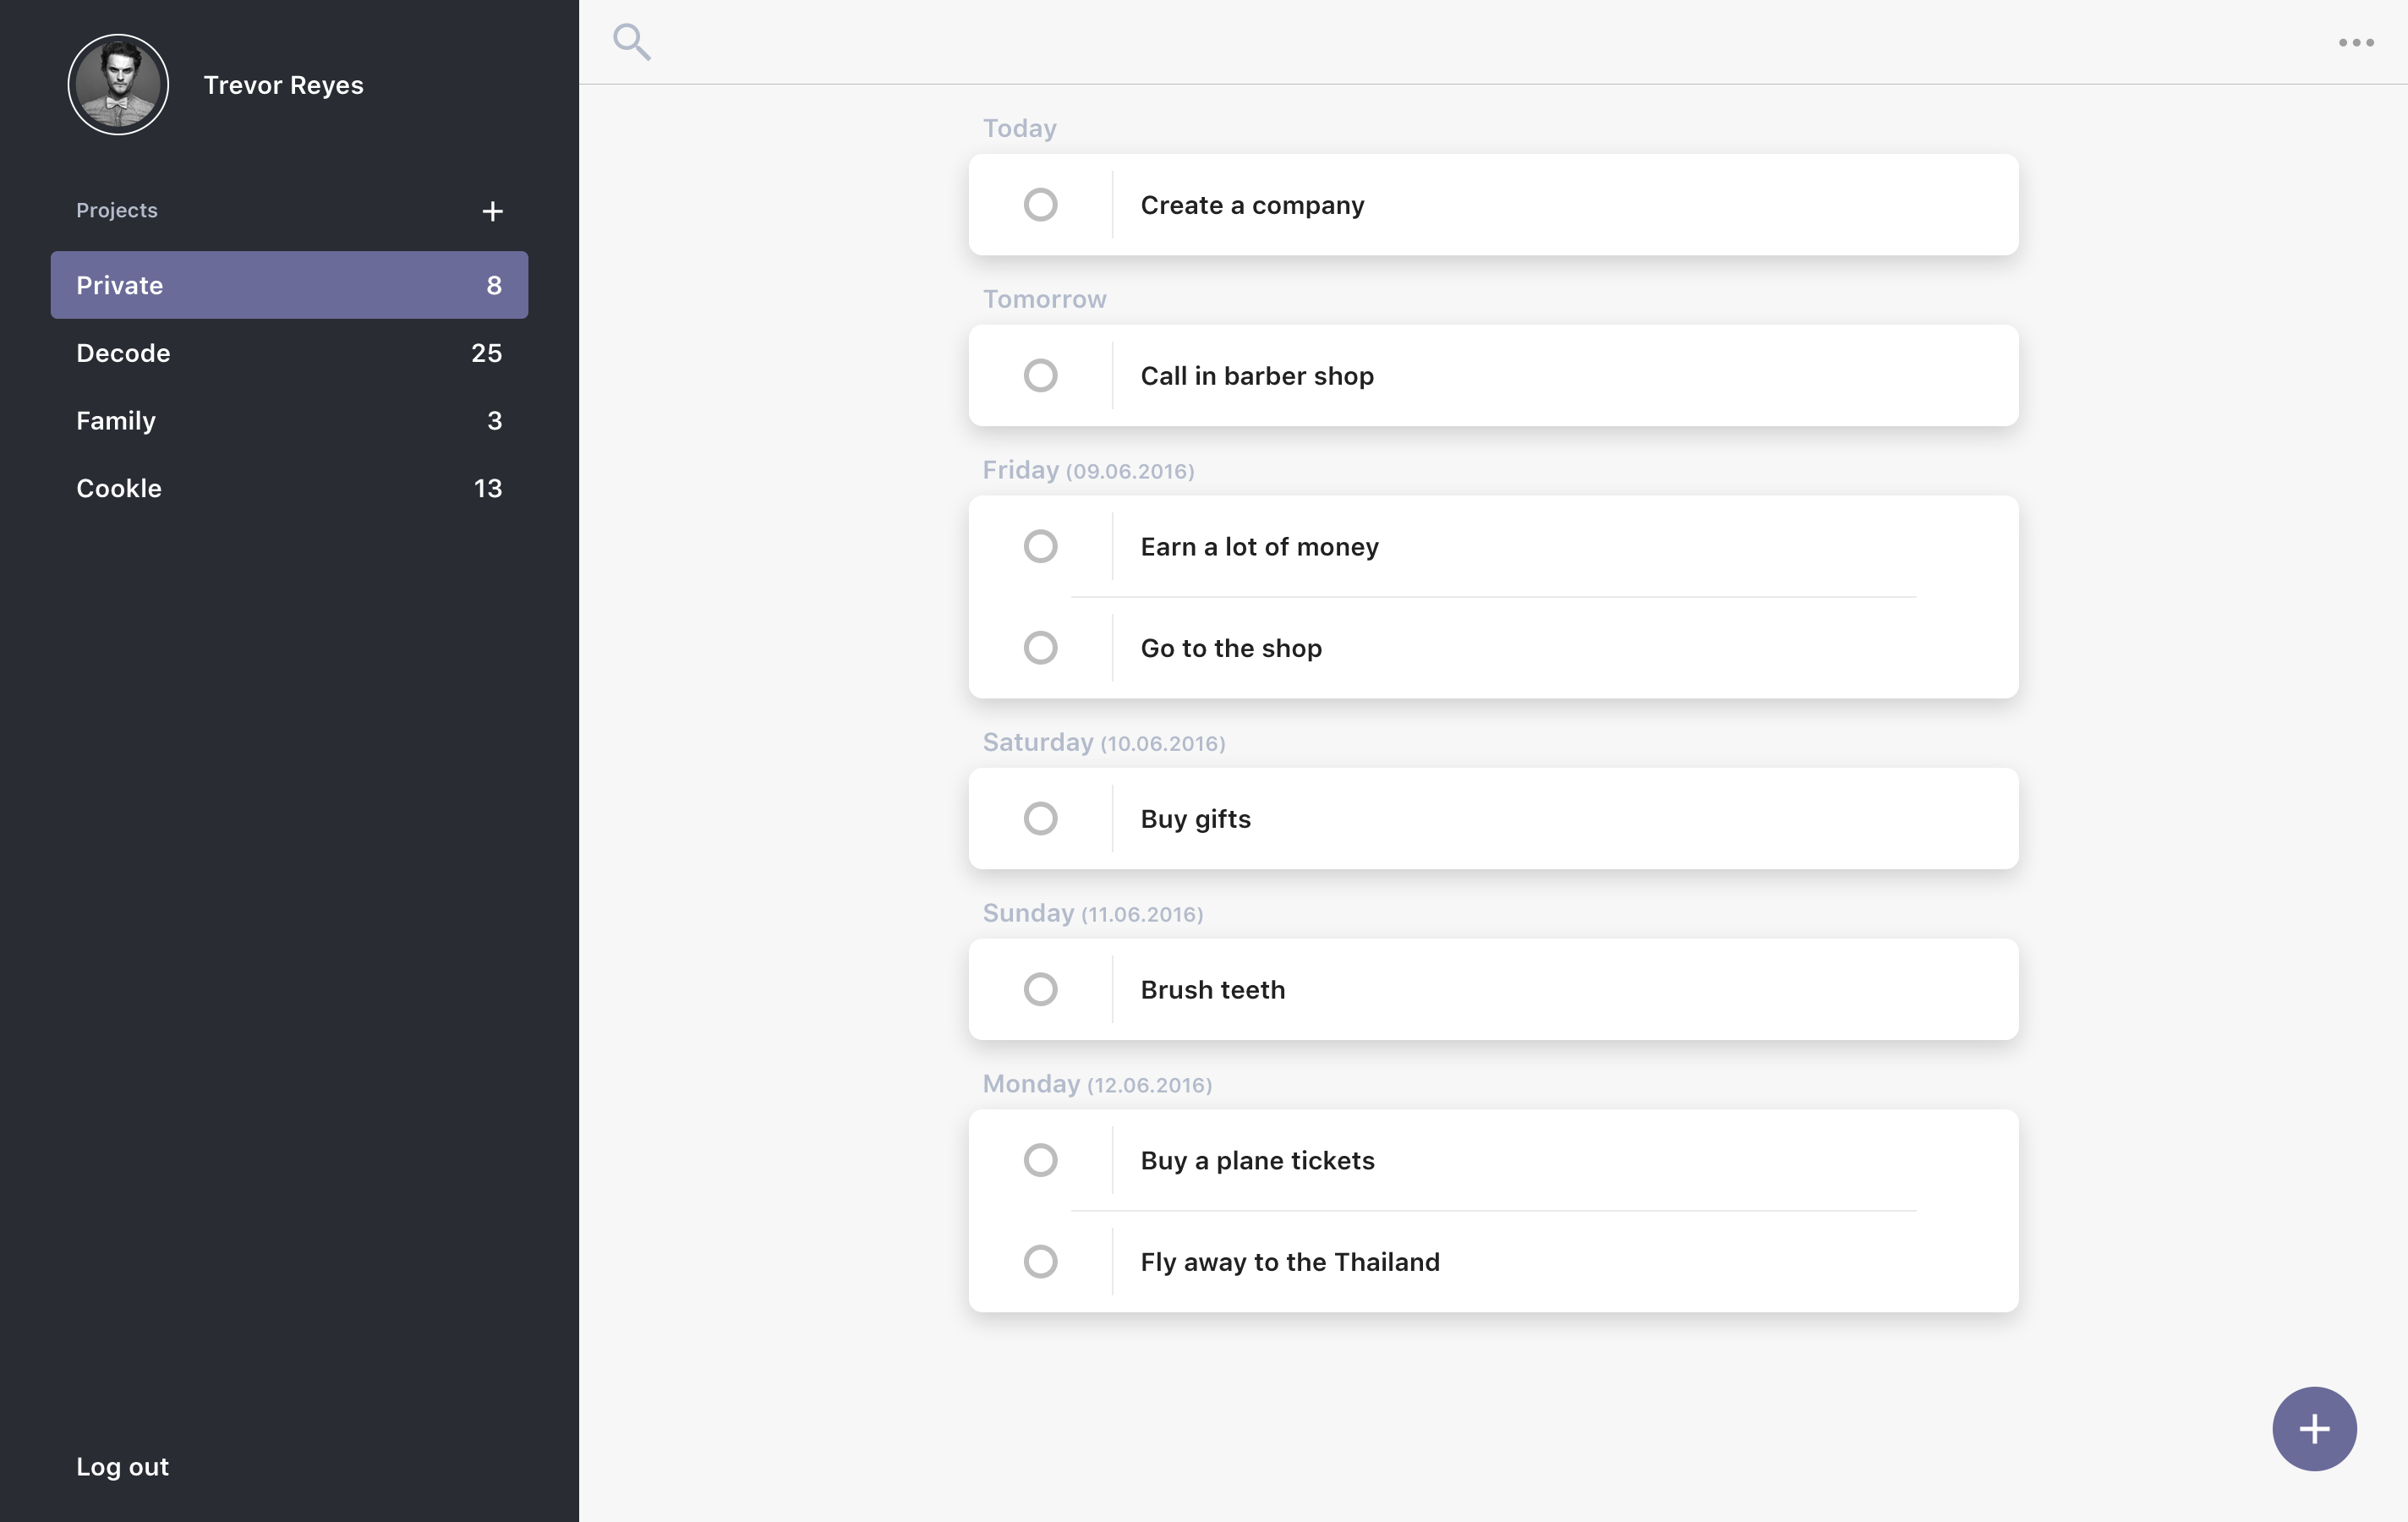 Trevor Reyes
Projects
Private 8
Decode 25
Family 3
Cookle 13
Log out
Today
Create a company
Tomorrow
Call in barber shop
Friday (09.06.2016)
Earn a lot of money
Go to the shop
Saturday (10.06.2016)
Buy gifts
Sunday (11.06.2016)
Brush teeth
Monday (12.06.2016)
Buy a plane tickets
Fly away to the Thailand